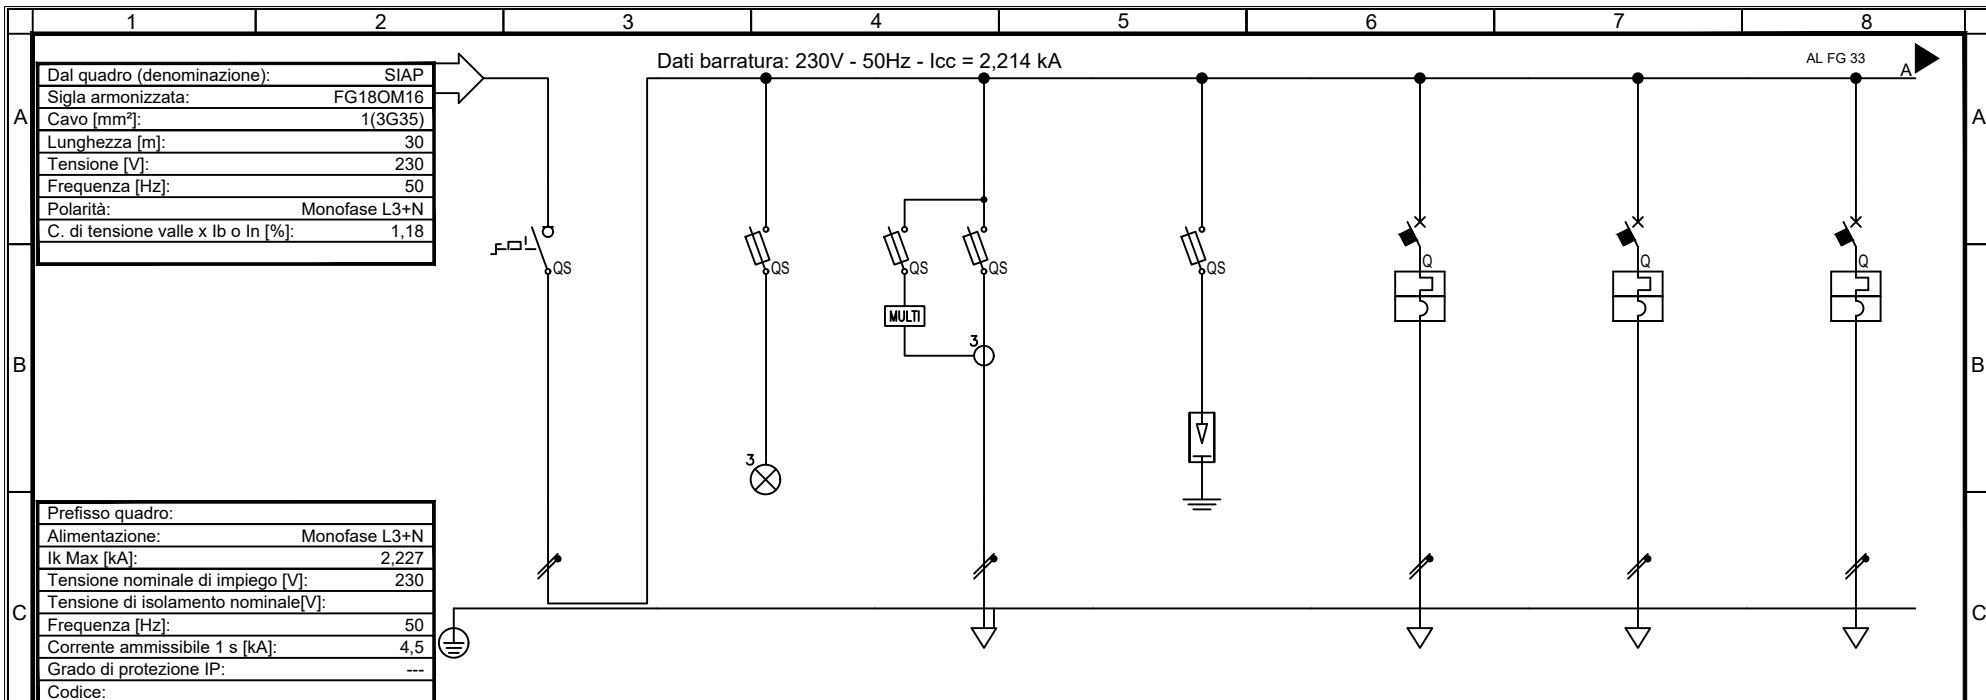 1 2 3 4 5 6 7 8
Dati barratura: 230V - 50Hz - Icc = 2,214 kA
AL FG 33
A
Dal quadro (denominazione): SIAP
Sigla armonizzata: FG18OM16
Cavo [mm²]: 1(3G35)
Lunghezza [m]: 30
Tensione [V]: 230
Frequenza [Hz]: 50
Polarità: Monofase L3+N
C. di tensione valle x Ib o In [%]: 1,18
A A
QS QS QS QS QS Q Q Q
MULTI
3
B B
3
Prefisso quadro:
Alimentazione: Monofase L3+N
Ik Max [kA]: 2,227
Tensione nominale di impiego [V]: 230
Tensione di isolamento nominale[V]:
Frequenza [Hz]: 50
Corrente ammissibile 1 s [kA]: 4,5
Grado di protezione IP: ---
Codice:
C C